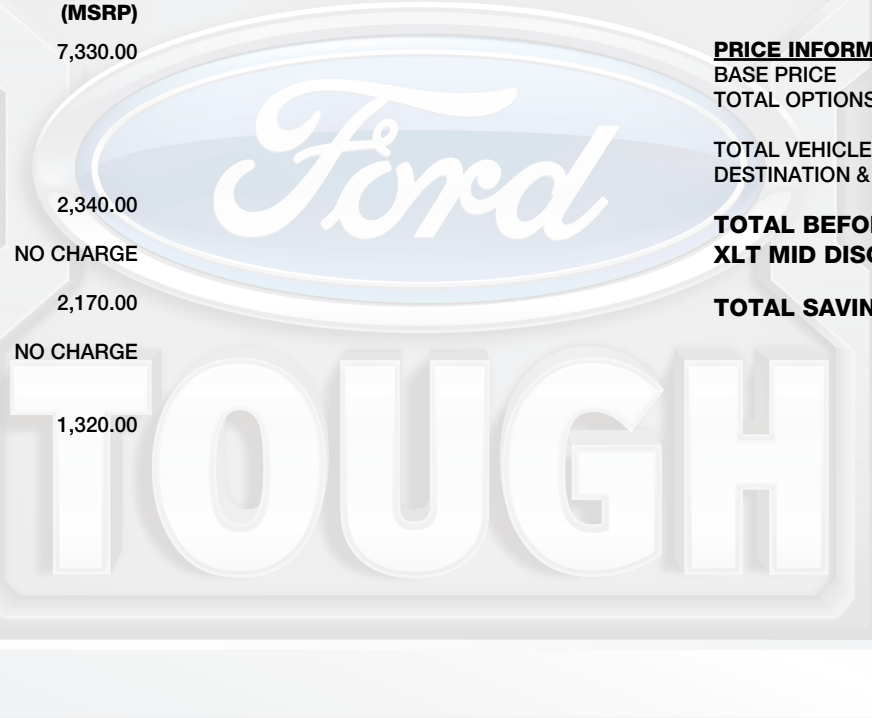 (MSRP)
7,330.00
2,340.00
NO CHARGE
2,170.00
NO CHARGE
1,320.00
PRICE INFORM
BASE PRICE
TOTAL OPTIONS
TOTAL VEHICLE
DESTINATION &
TOTAL BEFO
XLT MID DISC
TOTAL SAVIN
Ford
TOUGH